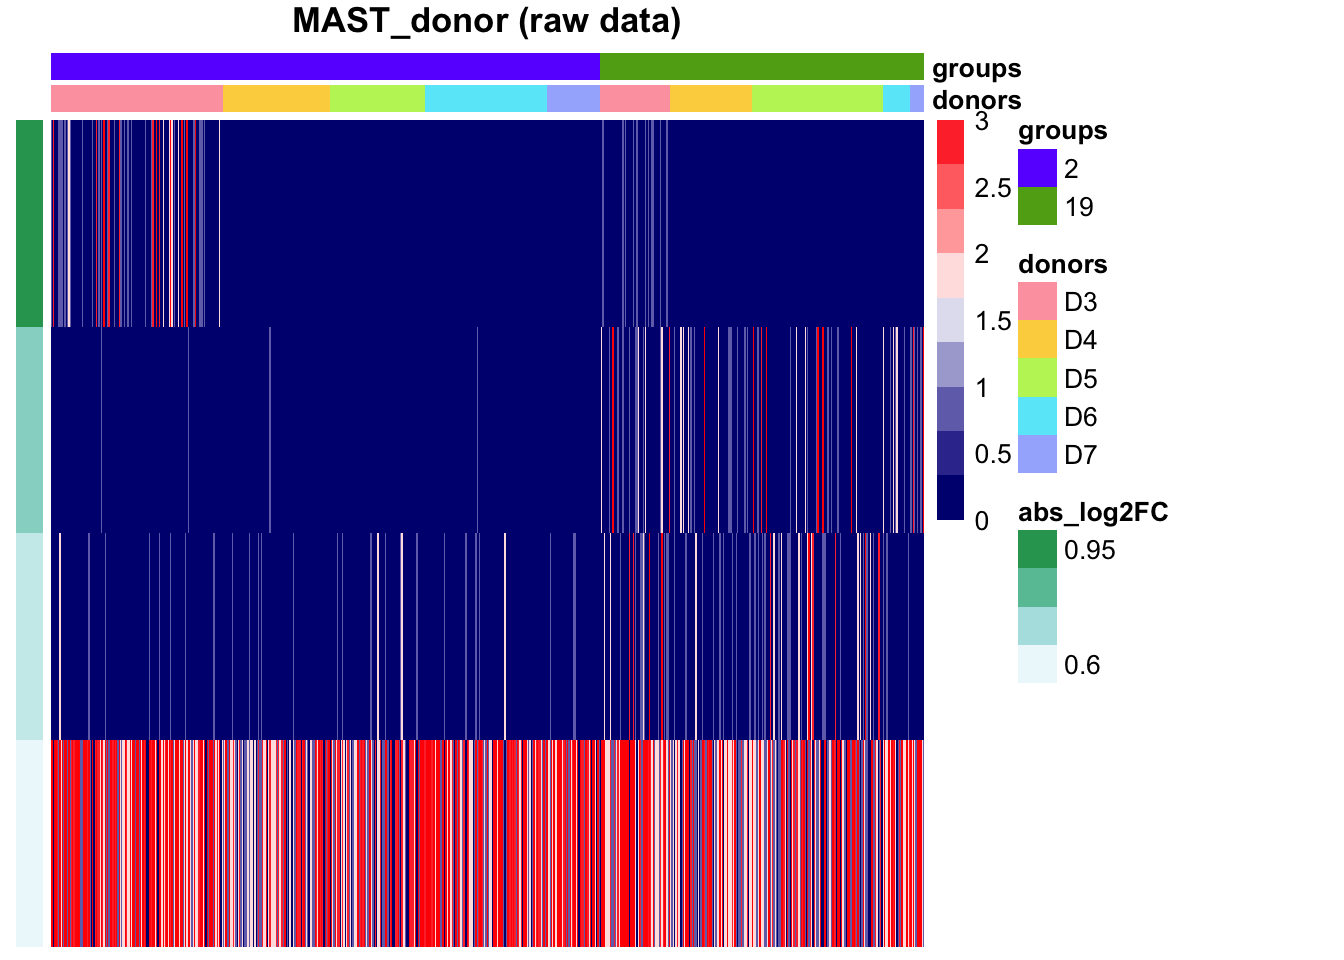 MAST_donor (raw data)
groups
donors
3
2.5
2
1.5
1
0.5
0
groups
2
19
donors
D3
D4
D5
D6
D7
abs_log2FC
0.95
0.6